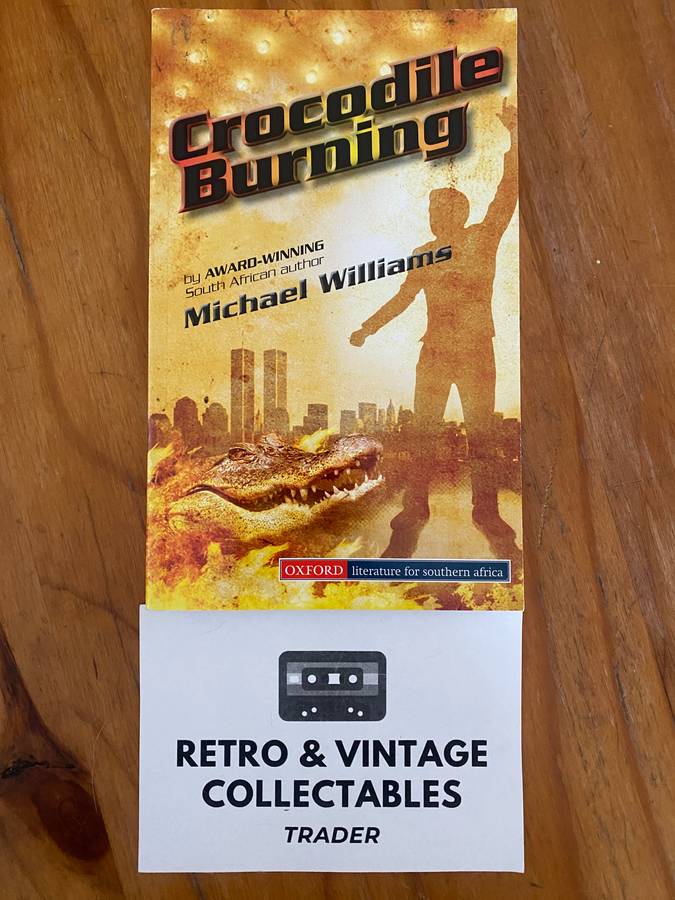 Crocodile
Burning
by AWARD-WINNING
South African author
Michael Williams
OXFORD literature for southern africa
RETRO & VINTAGE
COLLECTABLES
TRADER